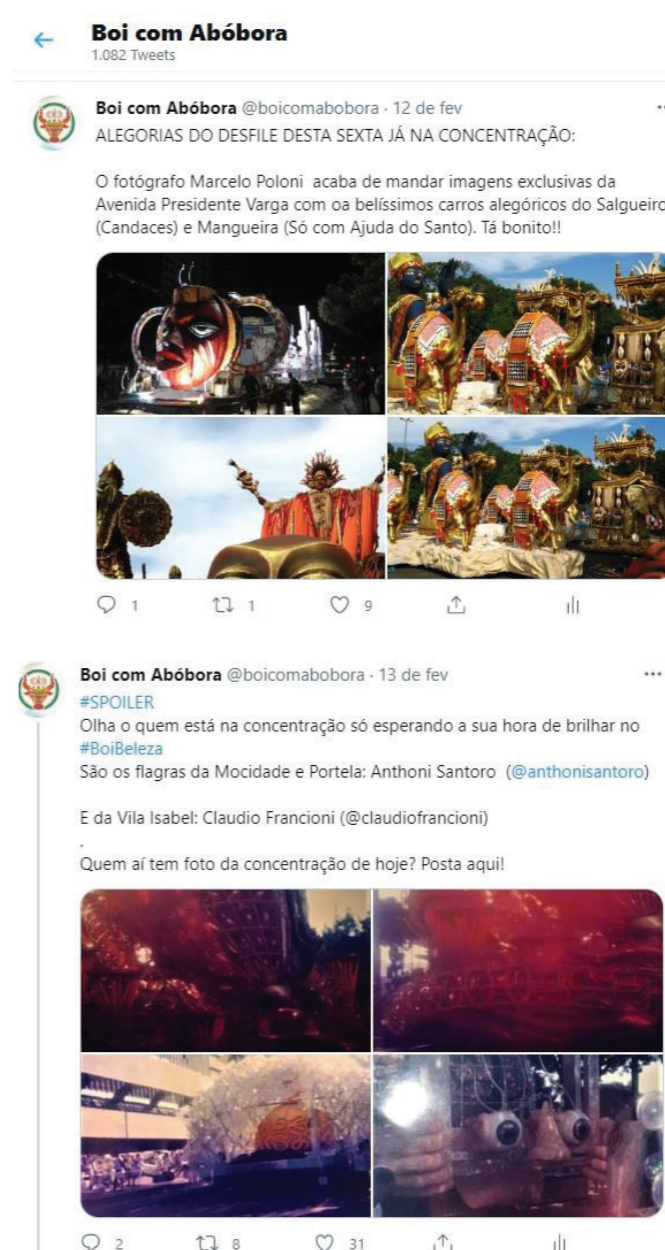 Boi com Abóbora
1.082 Tweets
Boi com Abóbora @boicomabobora · 12 de fev
ALEGORIAS DO DESFILE DESTA SEXTA JÁ NA CONCENTRAÇÃO:
O fotógrafo Marcelo Poloni acaba de mandar imagens exclusivas da
Avenida Presidente Varga com oa belíssimos carros alegóricos do Salgueiro
(Candaces) e Mangueira (Só com Ajuda do Santo). Tá bonito!!
1 1 9
Boi com Abóbora @boicomabobora · 13 de fev
#SPOILER
Olha o quem está na concentração só esperando a sua hora de brilhar no
#BoiBeleza
São os flagras da Mocidade e Portela: Anthoni Santoro (@anthonisantoro)
E da Vila Isabel: Claudio Francioni (@claudiofrancioni)
.
Quem aí tem foto da concentração de hoje? Posta aqui!
2 8 31